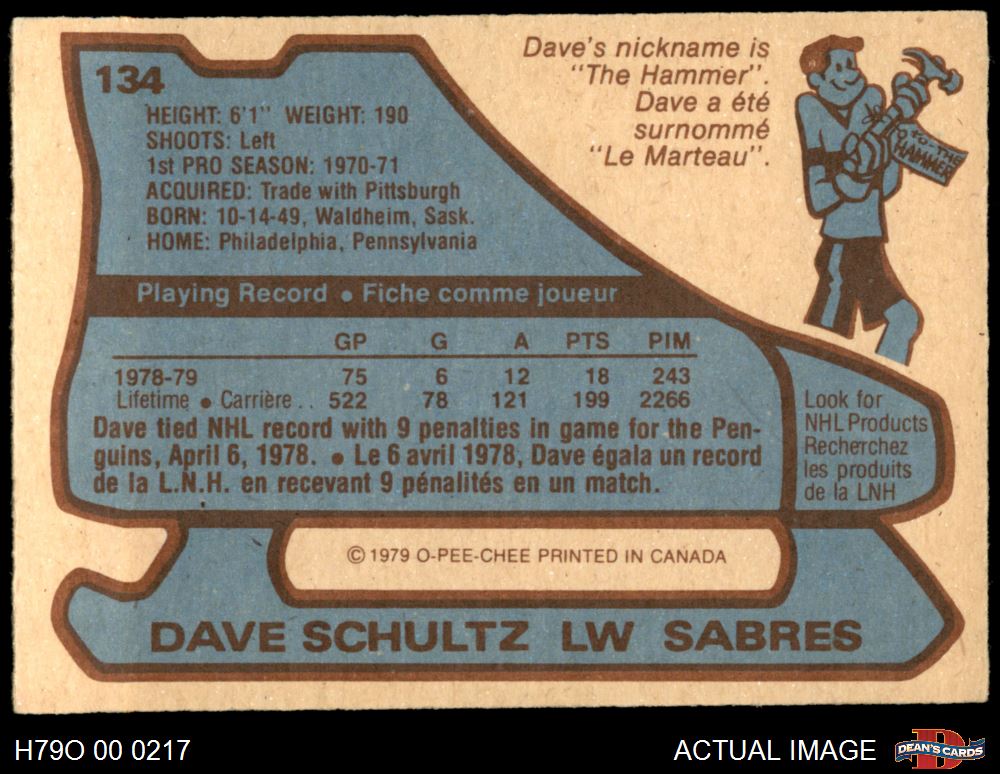 134
Dave's nickname is
"The Hammer".
Dave a été
surnommé
"Le Marteau".
HAMMER
HEIGHT: 6'1" WEIGHT: 190
SHOOTS: Left
1st PRO SEASON: 1970-71
ACQUIRED: Trade with Pittsburgh
BORN: 10-14-49, Waldheim, Sask.
HOME: Philadelphia, Pennsylvania
Playing Record • Fiche comme joueur
GP G A PTS PIM
1978-79 75 6 12 18 243
Lifetime • Carrière . . 522 78 121 199 2266
Dave tied NHL record with 9 penalties in game for the Pen-
guins, April 6, 1978. • Le 6 avril 1978, Dave égala un record
de la L.N.H. en recevant 9 pénalités en un match.
Look for
NHL Products
Recherchez
les produits
de la LNH
© 1979 O-PEE-CHEE PRINTED IN CANADA
DAVE SCHULTZ LW SABRES
H79O 00 0217
ACTUAL IMAGE
DEAN'S CARDS